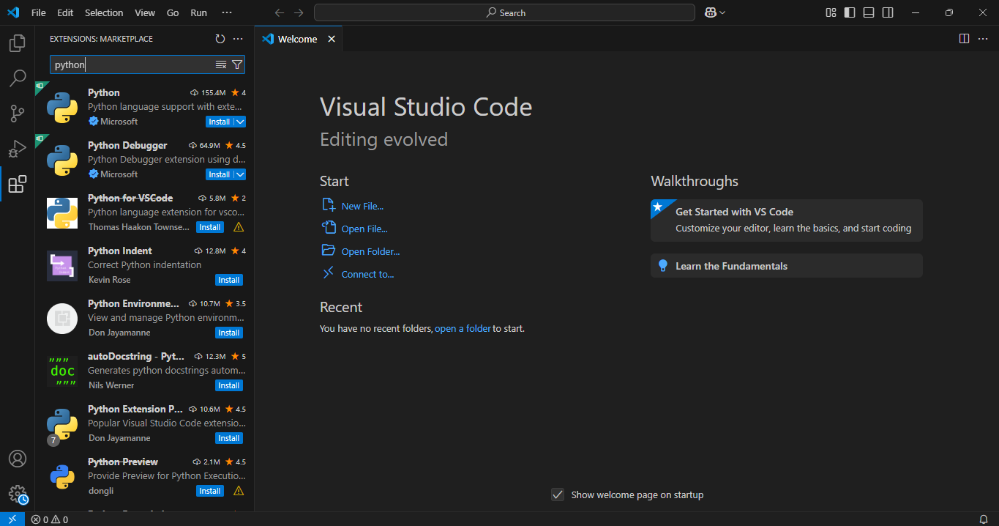 File Edit Selection View Go Run ···
Search
EXTENSIONS: MARKETPLACE
Welcome
python
Python 155.4M 4
Python language support with exte...
Microsoft Install
Python Debugger 64.9M 4.5
Python Debugger extension using d...
Microsoft Install
Python for VSCode 5.8M 2
Python language extension for vsco...
Thomas Haakon Townse... Install
Python Indent 12.8M 4
Correct Python indentation
Kevin Rose Install
Python Environme... 10.7M 3.5
View and manage Python environm...
Don Jayamanne Install
""" doc """
autoDocstring - Pyt... 12.3M 5
Generates python docstrings autom...
Nils Werner Install
Python Extension P... 10.6M 4.5
Popular Visual Studio Code extensio...
7 Don Jayamanne Install
Python Preview 2.1M 4.5
Provide Preview for Python Executio...
dongli Install
Visual Studio Code
Editing evolved
Start
New File...
Open File...
Open Folder...
Connect to...
Recent
You have no recent folders, open a folder to start.
Walkthroughs
Get Started with VS Code
Customize your editor, learn the basics, and start coding
Learn the Fundamentals
Show welcome page on startup
0 0